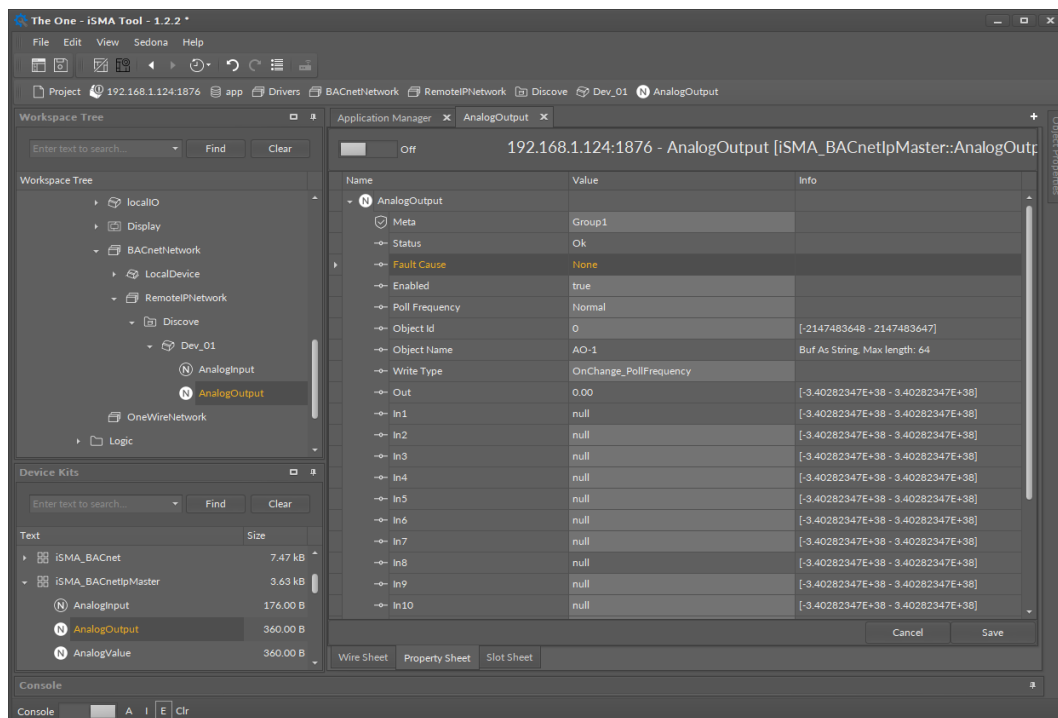 The One - iSMA Tool - 1.2.2 *
File Edit View Sedona Help
Project 192.168.1.124:1876 app Drivers BACnetNetwork RemoteIPNetwork Discove Dev_01 N AnalogOutput
Workspace Tree
Enter text to search... Find Clear
Workspace Tree
localIO
Display
BACnetNetwork
LocalDevice
RemoteIPNetwork
Discove
Dev_01
N AnalogInput
N AnalogOutput
OneWireNetwork
Logic
Device Kits
Enter text to search... Find Clear
Text Size
iSMA_BACnet 7.47 kB
iSMA_BACnetIpMaster 3.63 kB
N AnalogInput 176.00 B
N AnalogOutput 360.00 B
N AnalogValue 360.00 B
Application Manager AnalogOutput
Off 192.168.1.124:1876 - AnalogOutput [iSMA_BACnetIpMaster::AnalogOutp
Name Value Info
N AnalogOutput
Meta Group1
Status Ok
Fault Cause None
Enabled true
Poll Frequency Normal
Object Id 0 [-2147483648 - 2147483647]
Object Name AO-1 Buf As String, Max length: 64
Write Type OnChange_PollFrequency
Out 0.00 [-3.40282347E+38 - 3.40282347E+38]
In1 null [-3.40282347E+38 - 3.40282347E+38]
In2 null [-3.40282347E+38 - 3.40282347E+38]
In3 null [-3.40282347E+38 - 3.40282347E+38]
In4 null [-3.40282347E+38 - 3.40282347E+38]
In5 null [-3.40282347E+38 - 3.40282347E+38]
In6 null [-3.40282347E+38 - 3.40282347E+38]
In7 null [-3.40282347E+38 - 3.40282347E+38]
In8 null [-3.40282347E+38 - 3.40282347E+38]
In9 null [-3.40282347E+38 - 3.40282347E+38]
In10 null [-3.40282347E+38 - 3.40282347E+38]
Cancel Save
Wire Sheet Property Sheet Slot Sheet
Object Properties
Console
Console A I E Clr